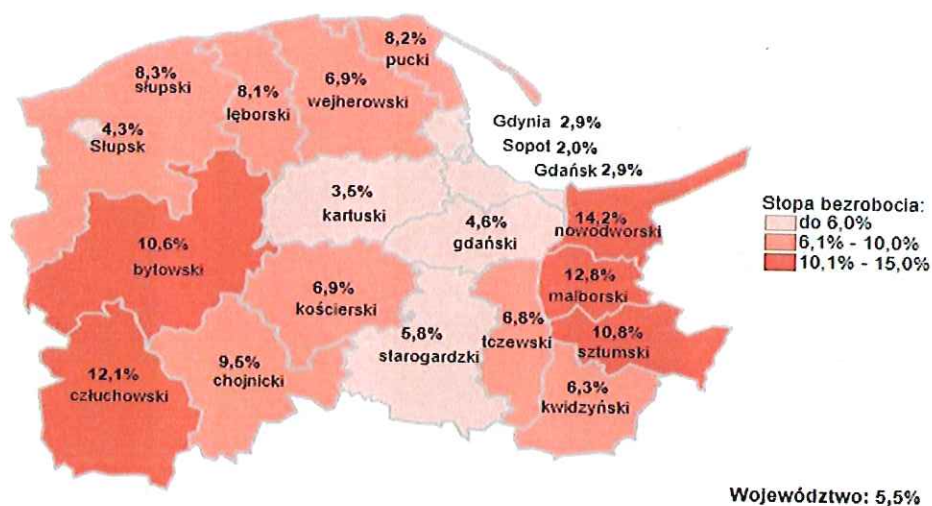 8,2%
pucki
8,3%
słupski
8,1%
lęborski
6,9%
wejherowski
4,3%
Słupsk
Gdynia 2,9%
Sopot 2,0%
Gdańsk 2,9%
3,5%
kartuski
4,6%
gdański
14,2%
nowodworski
10,6%
bytowski
12,8%
malborski
6,9%
kościerski
5,8%
starogardzki
6,8%
tczewski
10,8%
sztumski
12,1%
człuchowski
9,5%
chojnicki
6,3%
kwidzyński
Stopa bezrobocia:
do 6,0%
6,1% - 10,0%
10,1% - 15,0%
Województwo: 5,5%